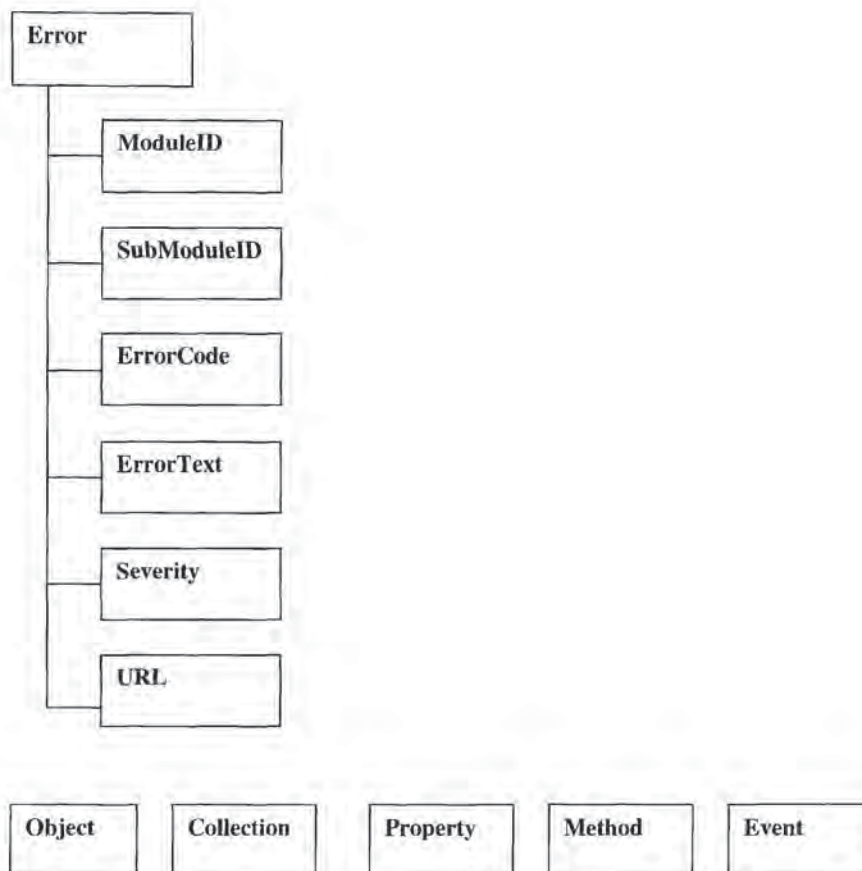 Error
ModuleID
SubModuleID
ErrorCode
ErrorText
Severity
URL
Object Collection Property Method Event